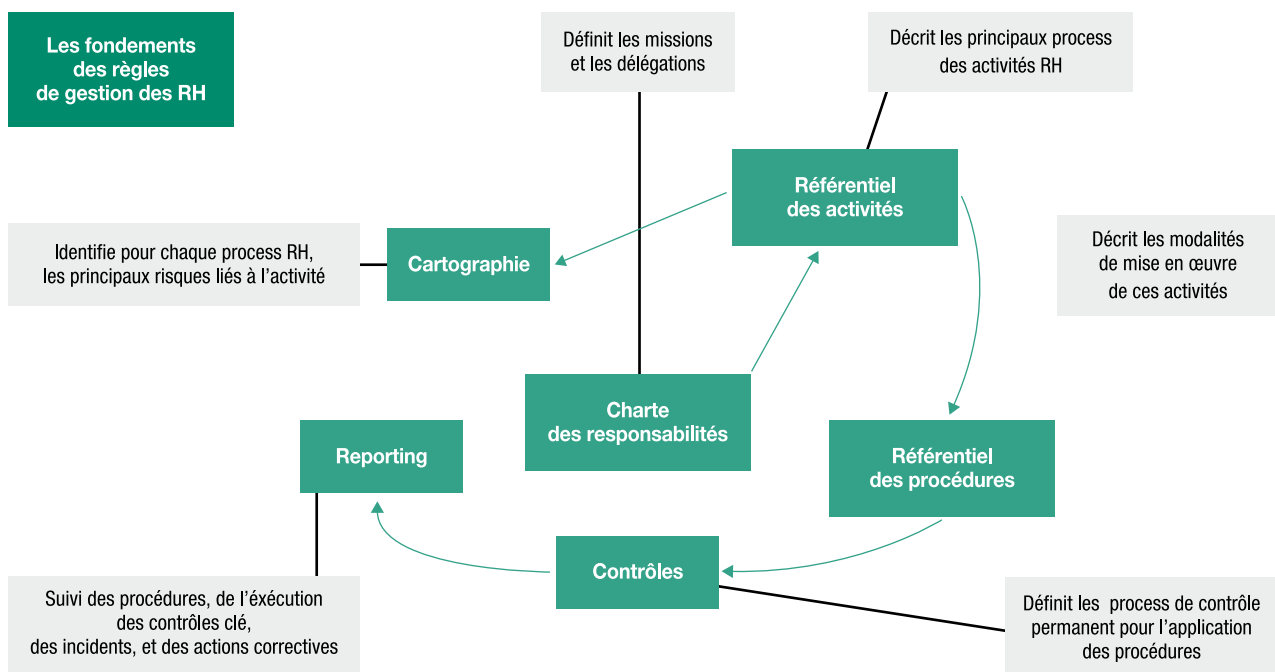 Les fondements
des règles
de gestion des RH
Définit les missions
et les délégations
Décrit les principaux process
des activités RH
Référentiel
des activités
Identifie pour chaque process RH,
les principaux risques liés à l'activité
Cartographie
Décrit les modalités
de mise en œuvre
de ces activités
Charte
des responsabilités
Reporting
Référentiel
des procédures
Contrôles
Suivi des procédures, de l'éxécution
des contrôles clé,
des incidents, et des actions correctives
Définit les process de contrôle
permanent pour l'application
des procédures